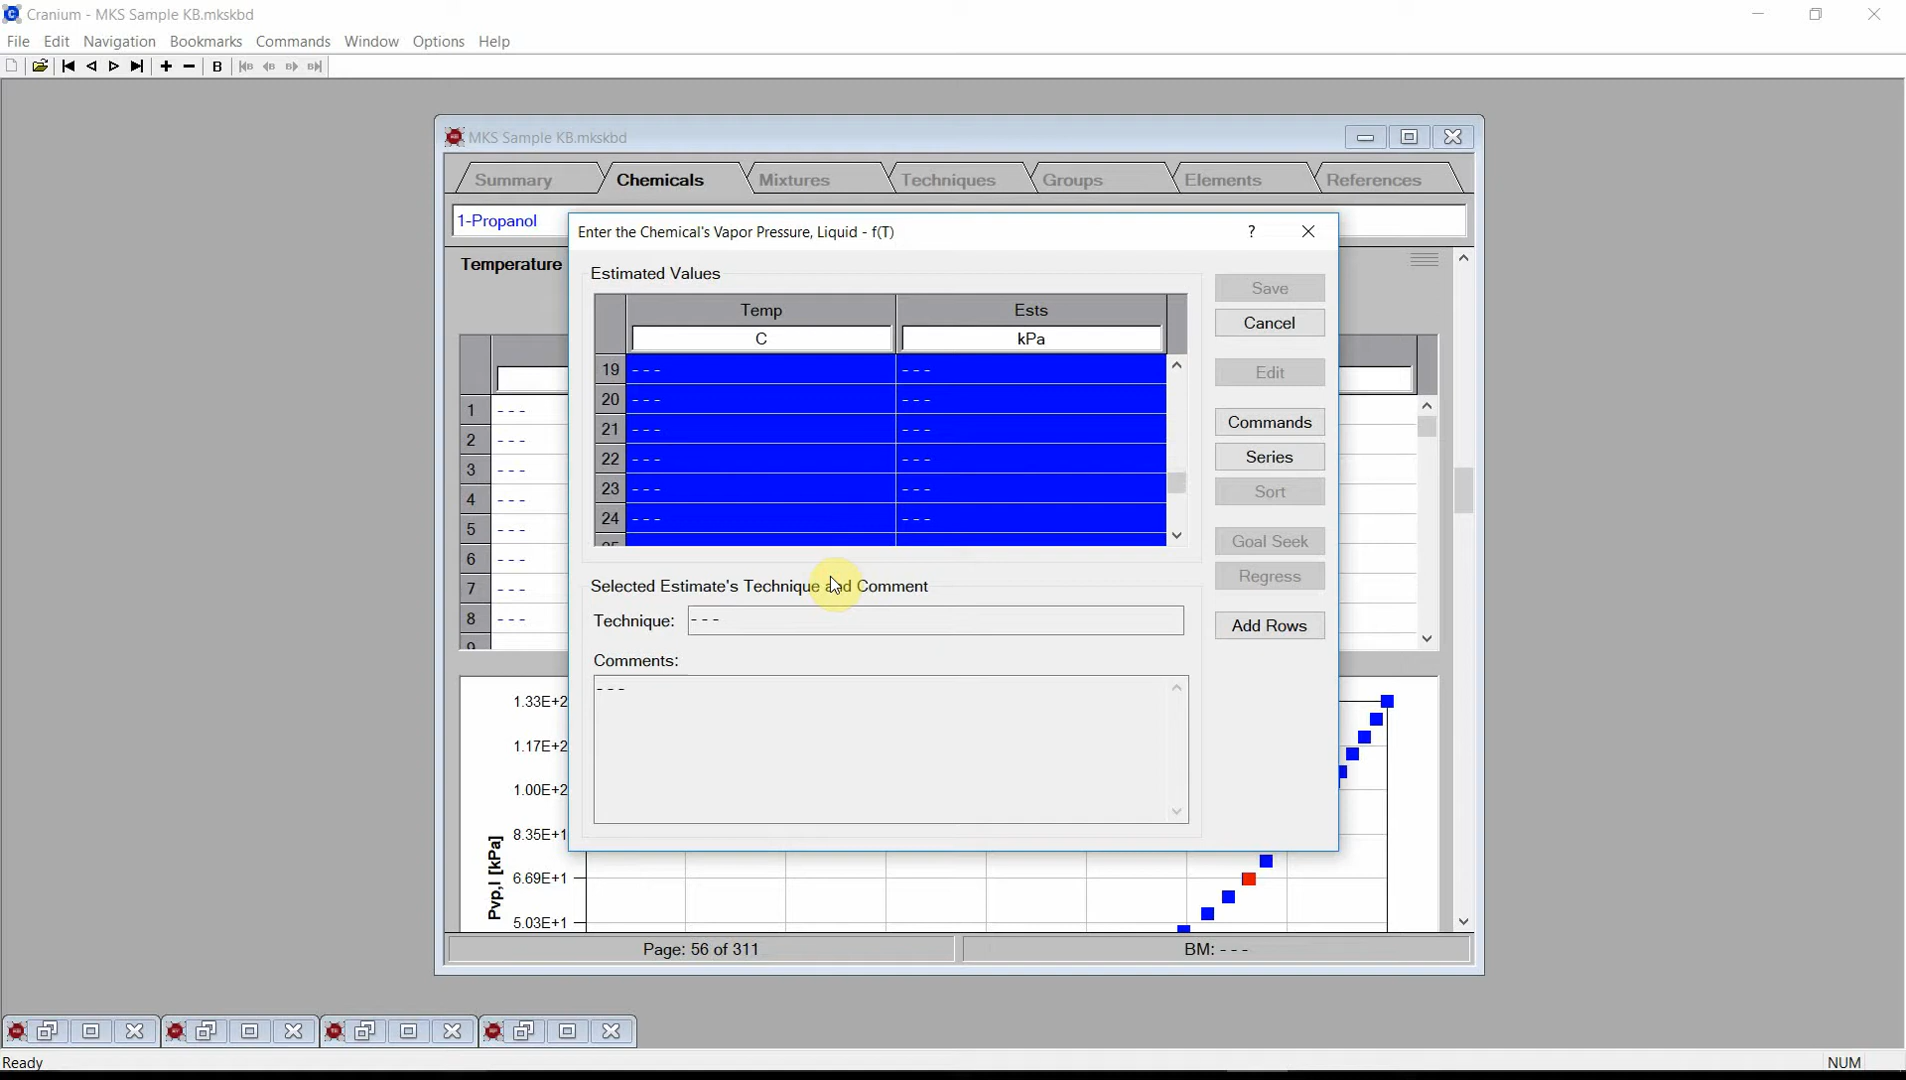 Cranium - MKS Sample KB.mkskbd
File Edit Navigation Bookmarks Commands Window Options Help
B
MKS Sample KB.mkskbd
Summary Chemicals Mixtures Techniques Groups Elements References
1-Propanol
Temperature
Enter the Chemical's Vapor Pressure, Liquid - f(T)
?
Estimated Values
Temp Ests
C kPa
19 - - - - - -
20 - - - - - -
21 - - - - - -
22 - - - - - -
23 - - - - - -
24 - - - - - -
25
Save
Cancel
Edit
Commands
Series
Sort
Goal Seek
Regress
Add Rows
Selected Estimate's Technique and Comment
Technique: - - -
Comments:
- - -
1 - - -
2 - - -
3 - - -
4 - - -
5 - - -
6 - - -
7 - - -
8 - - -
9
Pvp,l [kPa]
1.33E+2
1.17E+2
1.00E+2
8.35E+1
6.69E+1
5.03E+1
Page: 56 of 311
BM: - - -
Ready
NUM